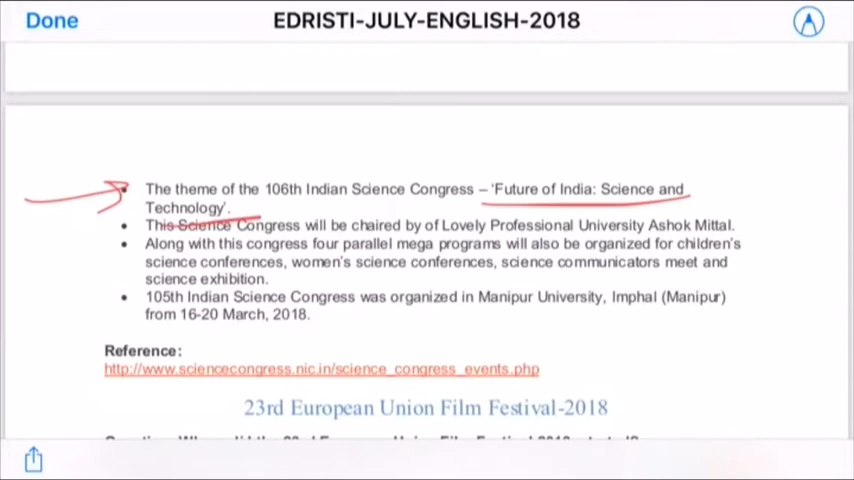 Done
EDRISTI-JULY-ENGLISH-2018
The theme of the 106th Indian Science Congress – 'Future of India: Science and
Technology'.
This Science Congress will be chaired by of Lovely Professional University Ashok Mittal.
Along with this congress four parallel mega programs will also be organized for children's
science conferences, women's science conferences, science communicators meet and
science exhibition.
105th Indian Science Congress was organized in Manipur University, Imphal (Manipur)
from 16-20 March, 2018.
Reference:
http://www.sciencecongress.nic.in/science_congress_events.php
23rd European Union Film Festival-2018